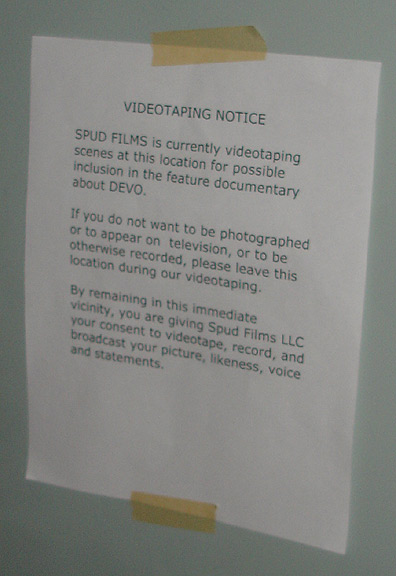 VIDEOTAPING NOTICE
SPUD FILMS is currently videotaping
scenes at this location for possible
inclusion in the feature documentary
about DEVO.
If you do not want to be photographed
or to appear on television, or to be
otherwise recorded, please leave this
location during our videotaping.
By remaining in this immediate
vicinity, you are giving Spud Films LLC
your consent to videotape, record, and
broadcast your picture, likeness, voice
and statements.